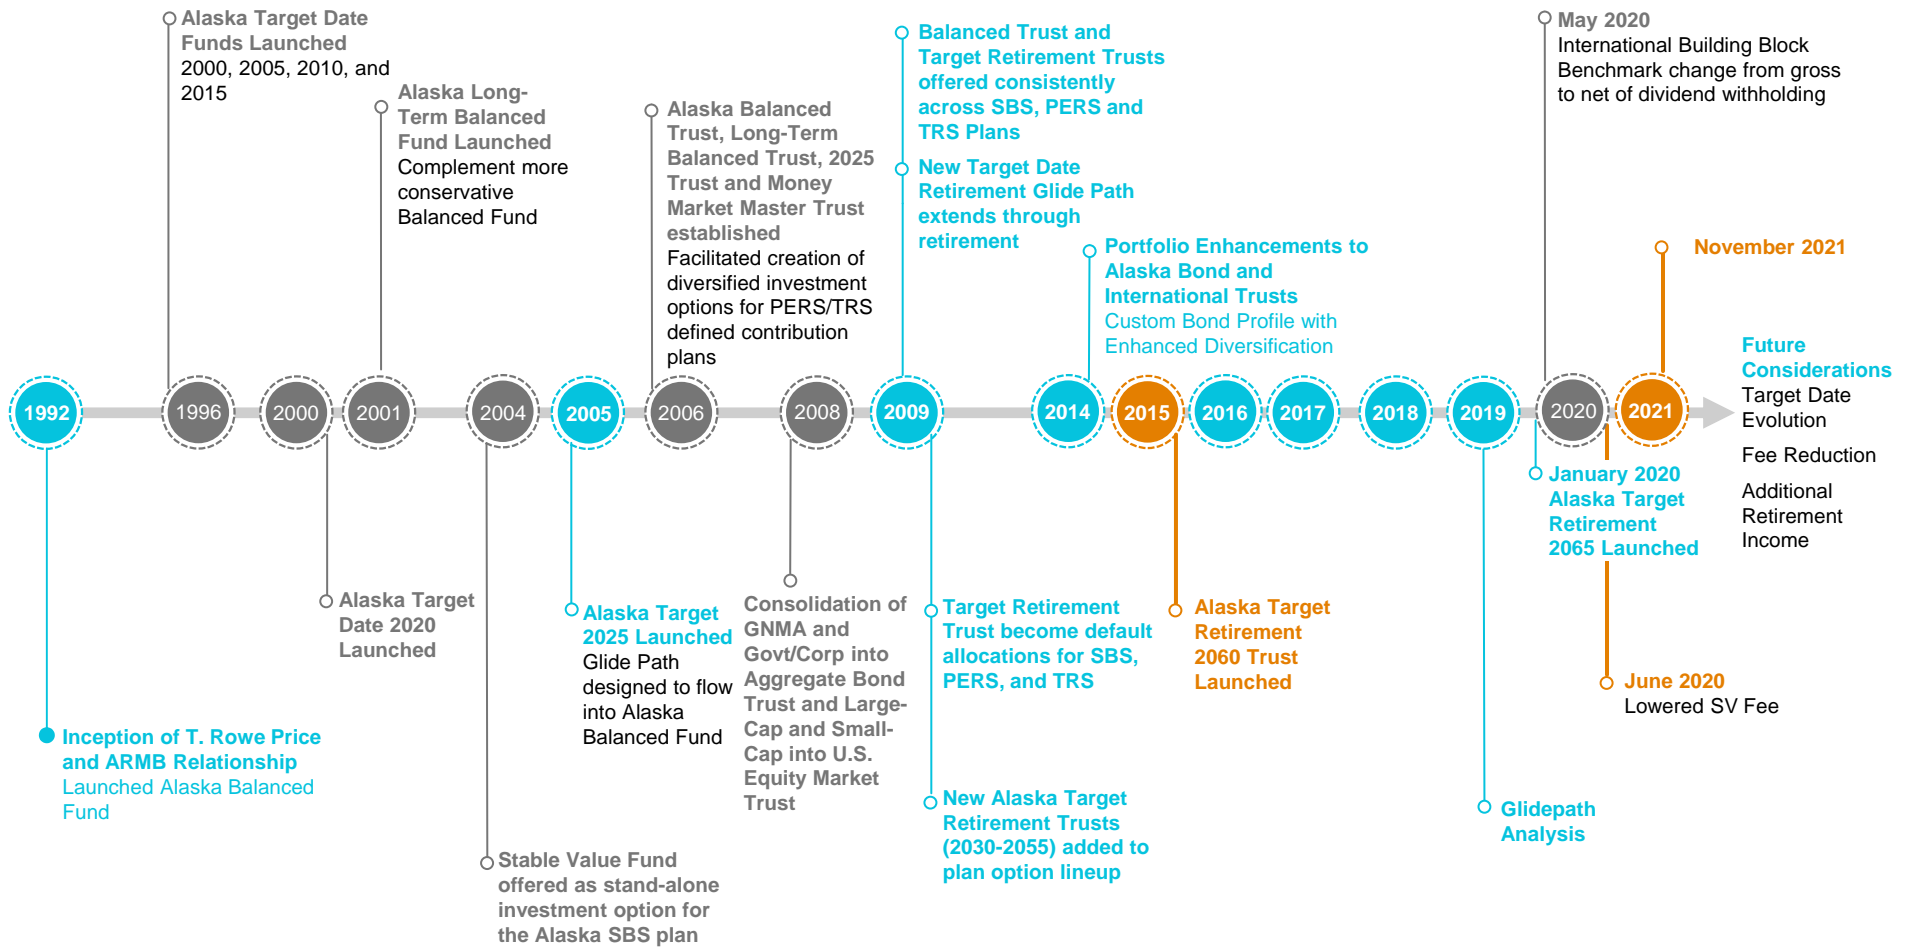 Alaska Target Date
Funds Launched
2000, 2005, 2010, and
2015
Alaska Long-
Term Balanced
Fund Launched
Complement more
conservative
Balanced Fund
Alaska Balanced
Trust, Long-Term
Balanced Trust, 2025
Trust and Money
Market Master Trust
established
Facilitated creation of
diversified investment
options for PERS/TRS
defined contribution
plans
Balanced Trust and
Target Retirement Trusts
offered consistently
across SBS, PERS and
TRS Plans
New Target Date
Retirement Glide Path
extends through
retirement
Portfolio Enhancements to
Alaska Bond and
International Trusts
Custom Bond Profile with
Enhanced Diversification
May 2020
International Building Block
Benchmark change from gross
to net of dividend withholding
November 2021
Future
Considerations
Target Date
Evolution
Fee Reduction
Additional
Retirement
Income
1992
1996
2000
2001
2004
2005
2006
2008
2009
2014
2015
2016
2017
2018
2019
2020
2021
Inception of T. Rowe Price
and ARMB Relationship
Launched Alaska Balanced
Fund
Alaska Target
Date 2020
Launched
Stable Value Fund
offered as stand-alone
investment option for
the Alaska SBS plan
Alaska Target
2025 Launched
Glide Path
designed to flow
into Alaska
Balanced Fund
Consolidation of
GNMA and
Govt/Corp into
Aggregate Bond
Trust and Large-
Cap and Small-
Cap into U.S.
Equity Market
Trust
Target Retirement
Trust become default
allocations for SBS,
PERS, and TRS
New Alaska Target
Retirement Trusts
(2030-2055) added to
plan option lineup
Alaska Target
Retirement
2060 Trust
Launched
Glidepath
Analysis
January 2020
Alaska Target
Retirement
2065 Launched
June 2020
Lowered SV Fee